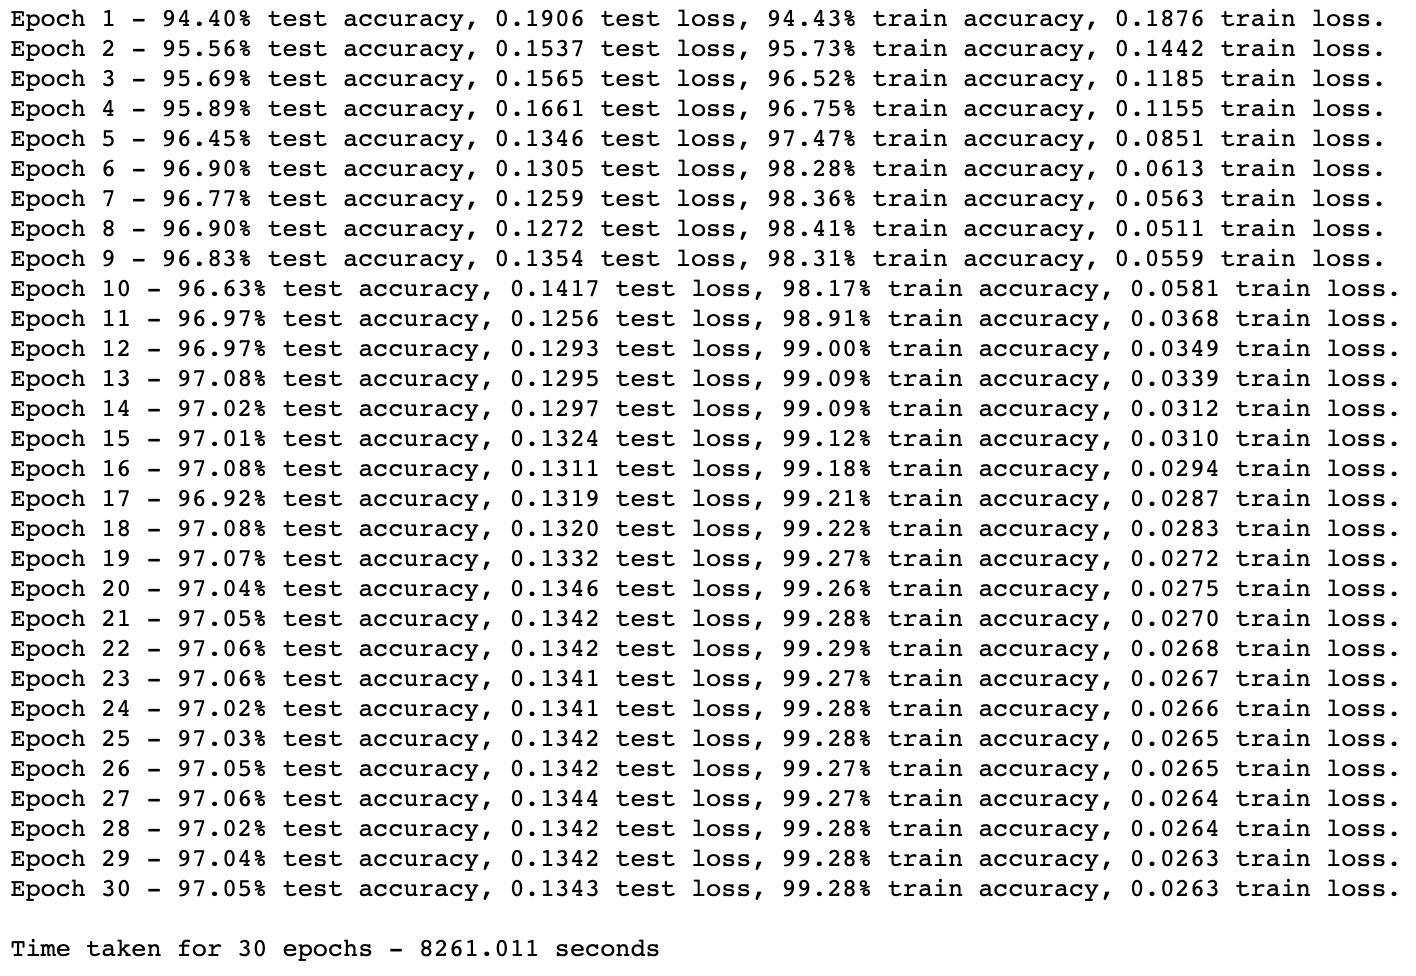 Epoch 1 – 94.40% test accuracy, 0.1906 test loss, 94.43% train accuracy, 0.1876 train loss.
Epoch 2 – 95.56% test accuracy, 0.1537 test loss, 95.73% train accuracy, 0.1442 train loss.
Epoch 3 – 95.69% test accuracy, 0.1565 test loss, 96.52% train accuracy, 0.1185 train loss.
Epoch 4 – 95.89% test accuracy, 0.1661 test loss, 96.75% train accuracy, 0.1155 train loss.
Epoch 5 – 96.45% test accuracy, 0.1346 test loss, 97.47% train accuracy, 0.0851 train loss.
Epoch 6 – 96.90% test accuracy, 0.1305 test loss, 98.28% train accuracy, 0.0613 train loss.
Epoch 7 – 96.77% test accuracy, 0.1259 test loss, 98.36% train accuracy, 0.0563 train loss.
Epoch 8 – 96.90% test accuracy, 0.1272 test loss, 98.41% train accuracy, 0.0511 train loss.
Epoch 9 – 96.83% test accuracy, 0.1354 test loss, 98.31% train accuracy, 0.0559 train loss.
Epoch 10 – 96.63% test accuracy, 0.1417 test loss, 98.17% train accuracy, 0.0581 train loss.
Epoch 11 – 96.97% test accuracy, 0.1256 test loss, 98.91% train accuracy, 0.0368 train loss.
Epoch 12 – 96.97% test accuracy, 0.1293 test loss, 99.00% train accuracy, 0.0349 train loss.
Epoch 13 – 97.08% test accuracy, 0.1295 test loss, 99.09% train accuracy, 0.0339 train loss.
Epoch 14 – 97.02% test accuracy, 0.1297 test loss, 99.09% train accuracy, 0.0312 train loss.
Epoch 15 – 97.01% test accuracy, 0.1324 test loss, 99.12% train accuracy, 0.0310 train loss.
Epoch 16 – 97.08% test accuracy, 0.1311 test loss, 99.18% train accuracy, 0.0294 train loss.
Epoch 17 – 96.92% test accuracy, 0.1319 test loss, 99.21% train accuracy, 0.0287 train loss.
Epoch 18 – 97.08% test accuracy, 0.1320 test loss, 99.22% train accuracy, 0.0283 train loss.
Epoch 19 – 97.07% test accuracy, 0.1332 test loss, 99.27% train accuracy, 0.0272 train loss.
Epoch 20 – 97.04% test accuracy, 0.1346 test loss, 99.26% train accuracy, 0.0275 train loss.
Epoch 21 – 97.05% test accuracy, 0.1342 test loss, 99.28% train accuracy, 0.0270 train loss.
Epoch 22 – 97.06% test accuracy, 0.1342 test loss, 99.29% train accuracy, 0.0268 train loss.
Epoch 23 – 97.06% test accuracy, 0.1341 test loss, 99.27% train accuracy, 0.0267 train loss.
Epoch 24 – 97.02% test accuracy, 0.1341 test loss, 99.28% train accuracy, 0.0266 train loss.
Epoch 25 – 97.03% test accuracy, 0.1342 test loss, 99.28% train accuracy, 0.0265 train loss.
Epoch 26 – 97.05% test accuracy, 0.1342 test loss, 99.27% train accuracy, 0.0265 train loss.
Epoch 27 – 97.06% test accuracy, 0.1344 test loss, 99.27% train accuracy, 0.0264 train loss.
Epoch 28 – 97.02% test accuracy, 0.1342 test loss, 99.28% train accuracy, 0.0264 train loss.
Epoch 29 – 97.04% test accuracy, 0.1342 test loss, 99.28% train accuracy, 0.0263 train loss.
Epoch 30 – 97.05% test accuracy, 0.1343 test loss, 99.28% train accuracy, 0.0263 train loss.
Time taken for 30 epochs – 8261.011 seconds